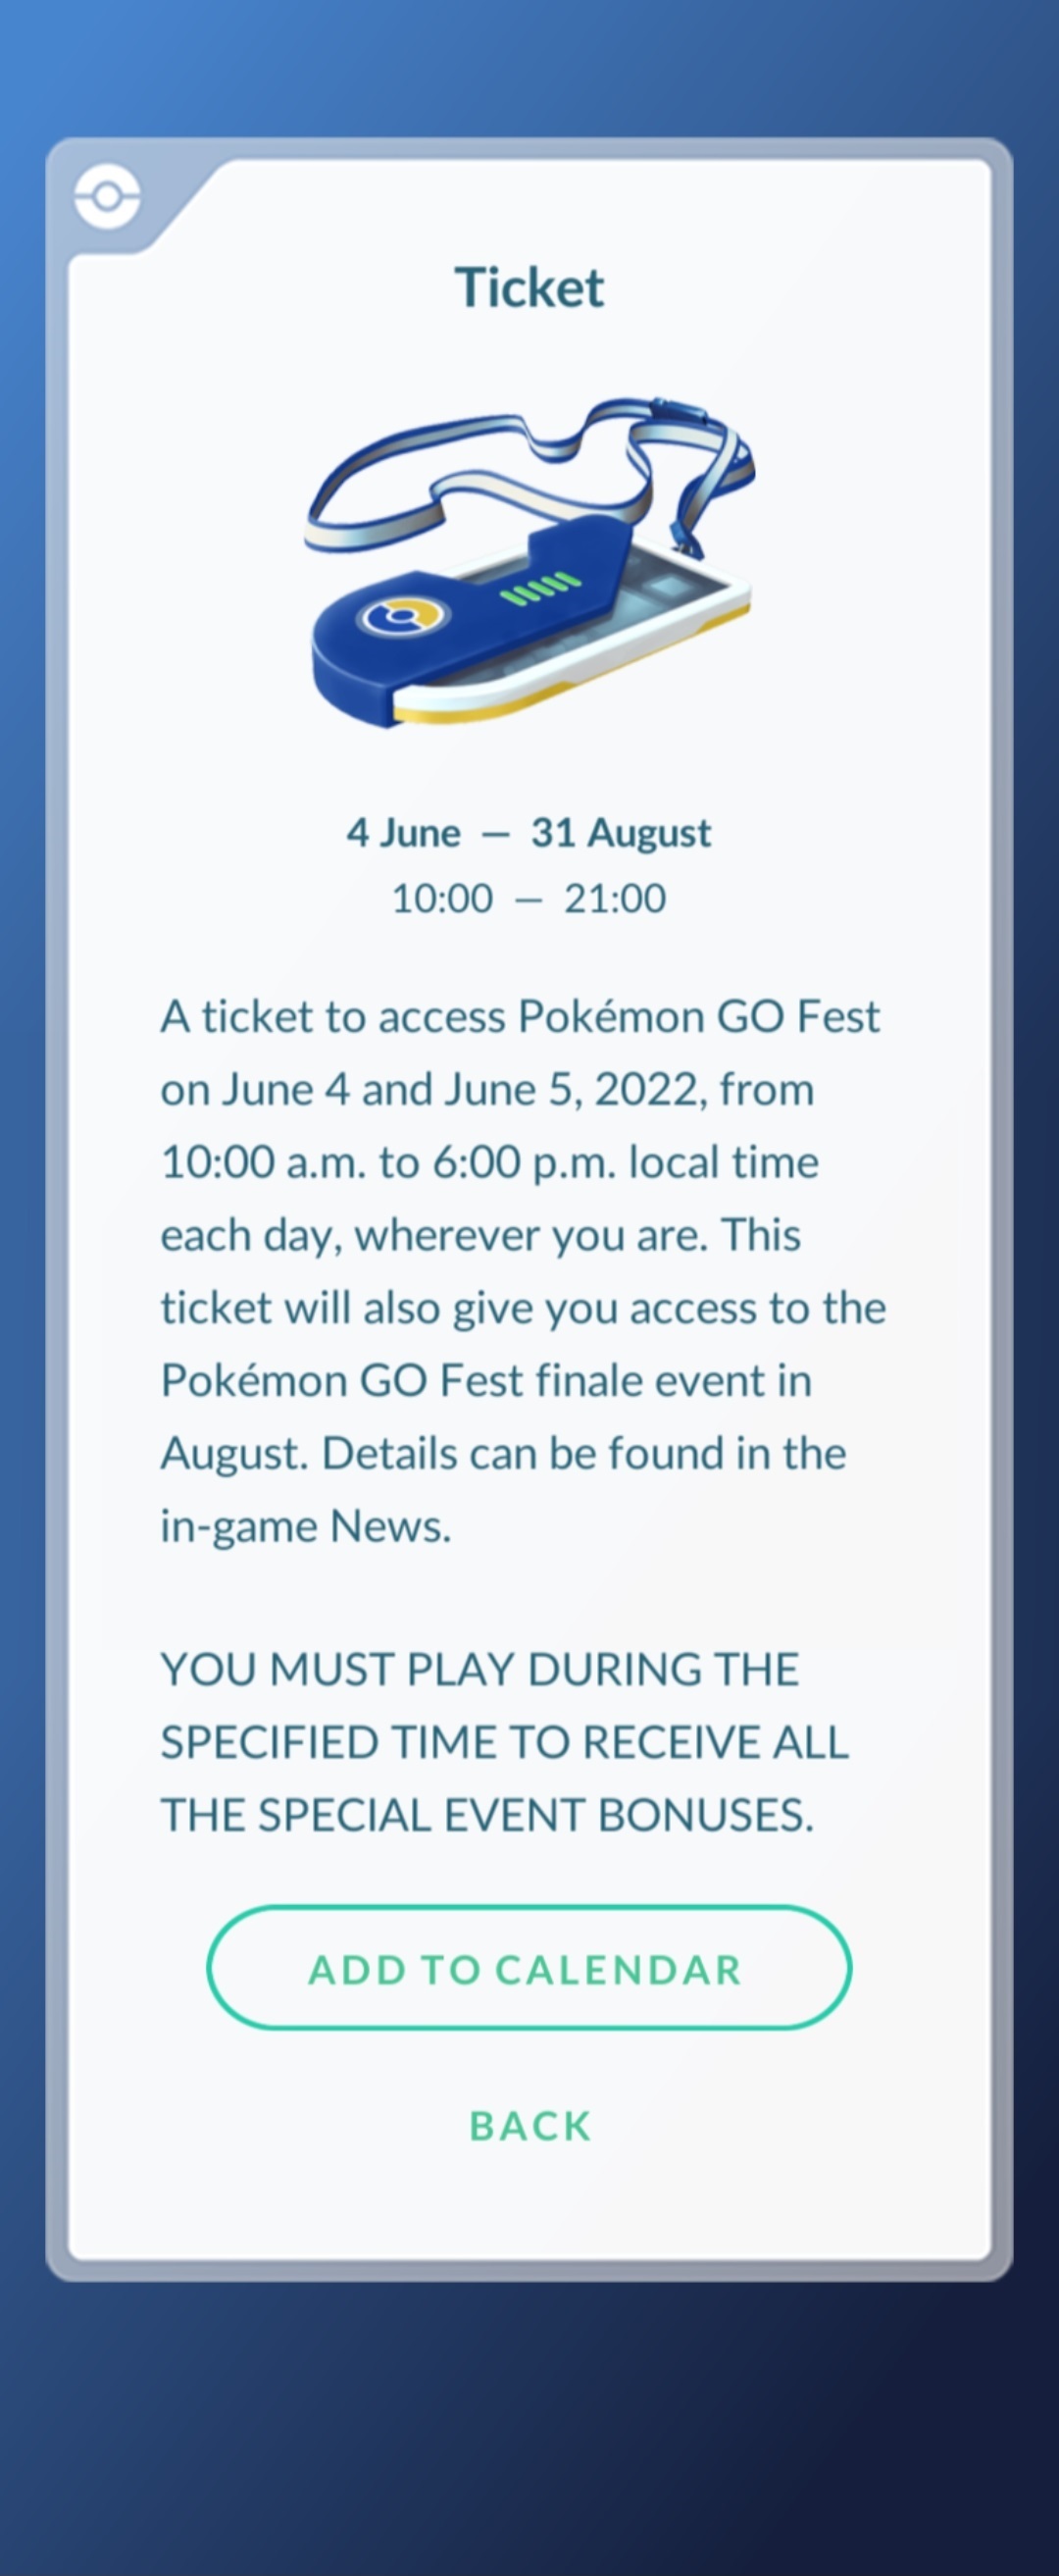 Ticket
4 June — 31 August
10:00 — 21:00
A ticket to access Pokémon GO Fest
on June 4 and June 5, 2022, from
10:00 a.m. to 6:00 p.m. local time
each day, wherever you are. This
ticket will also give you access to the
Pokémon GO Fest finale event in
August. Details can be found in the
in-game News.
YOU MUST PLAY DURING THE
SPECIFIED TIME TO RECEIVE ALL
THE SPECIAL EVENT BONUSES.
ADD TO CALENDAR
BACK